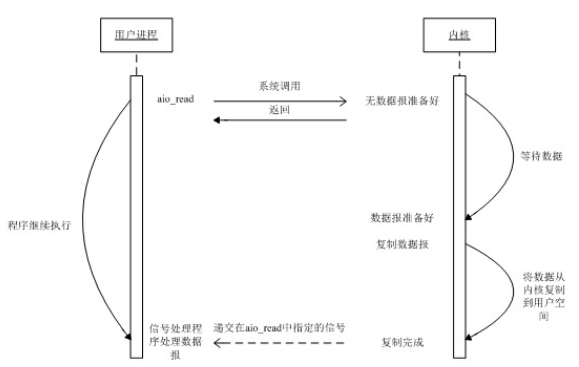 用户进程
内核
系统调用
aio_read
无数据报准备好
返回
等待数据
数据报准备好
程序继续执行
复制数据报
将数据从
内核复制
到用户空
间
信号处理程
序处理数据
报
递交在aio_read中指定的信号
复制完成